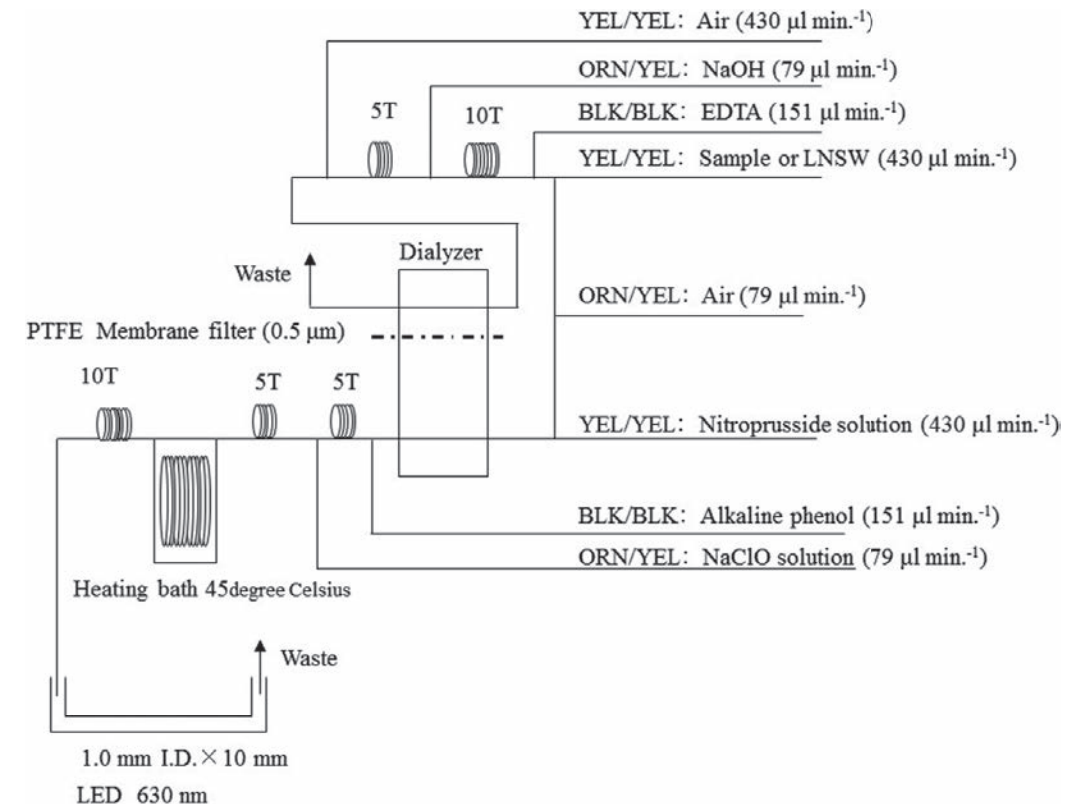 YEL/YEL: Air (430 μl min.-1)
ORN/YEL: NaOH (79 μl min.-1)
5T
10T
BLK/BLK: EDTA (151 μl min.-1)
YEL/YEL: Sample or LNSW (430 μl min.-1)
Dialyzer
Waste
ORN/YEL: Air (79 μl min.-1)
PTFE Membrane filter (0.5 μm)
10T
5T
5T
YEL/YEL: Nitroprusside solution (430 μl min.-1)
BLK/BLK: Alkaline phenol (151 μl min.-1)
ORN/YEL: NaClO solution (79 μl min.-1)
Heating bath 45degree Celsius
Waste
1.0 mm I.D.×10 mm
LED 630 nm